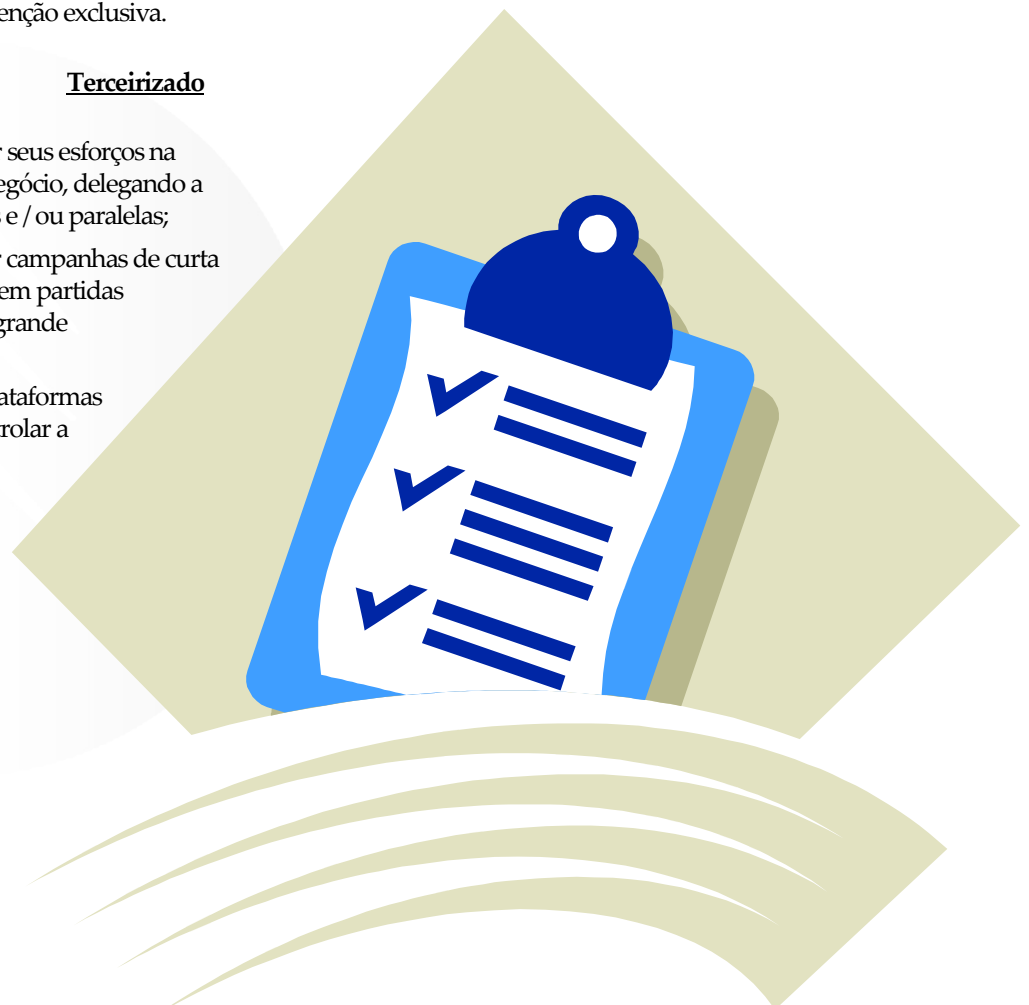 enção exclusiva.
Terceirizado
r seus esforços na
egócio, delegando a
s e / ou paralelas;
r campanhas de curta
em partidas
grande
ataformas
rolar a